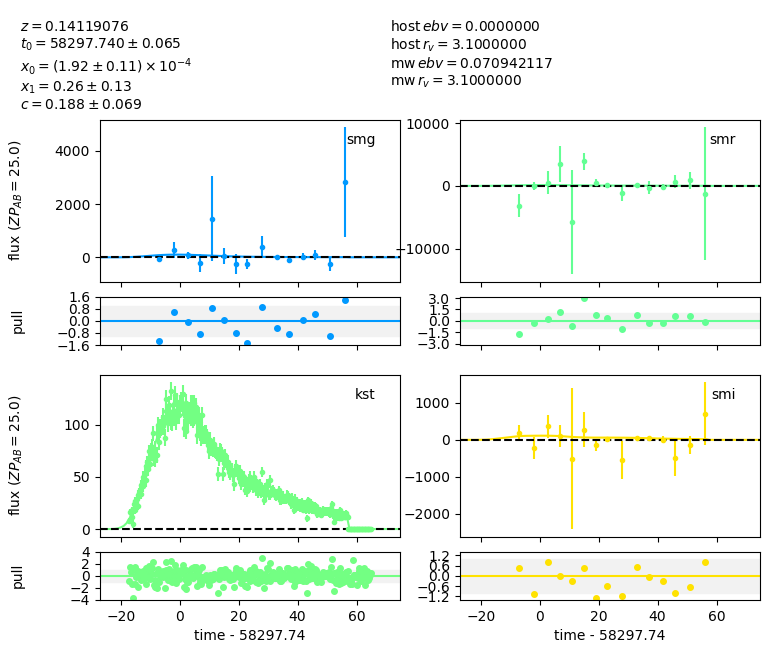 z = 0.14119076
t₀ = 58297.740 ± 0.065
x₀ = (1.92 ± 0.11) × 10⁻⁴
x₁ = 0.26 ± 0.13
c = 0.188 ± 0.069
host ebv = 0.0000000
host r_v = 3.1000000
mw ebv = 0.070942117
mw r_v = 3.1000000
flux (ZP_AB = 25.0)
4000
2000
0
smg
10000
0
−10000
smr
pull
1.6
0.8
0.0
−0.8
−1.6
3.0
1.5
0.0
−1.5
−3.0
flux (ZP_AB = 25.0)
100
50
0
kst
1000
0
−1000
−2000
smi
pull
4
2
0
−2
−4
1.2
0.6
0.0
−0.6
−1.2
−20 0 20 40 60
time - 58297.74
−20 0 20 40 60
time - 58297.74